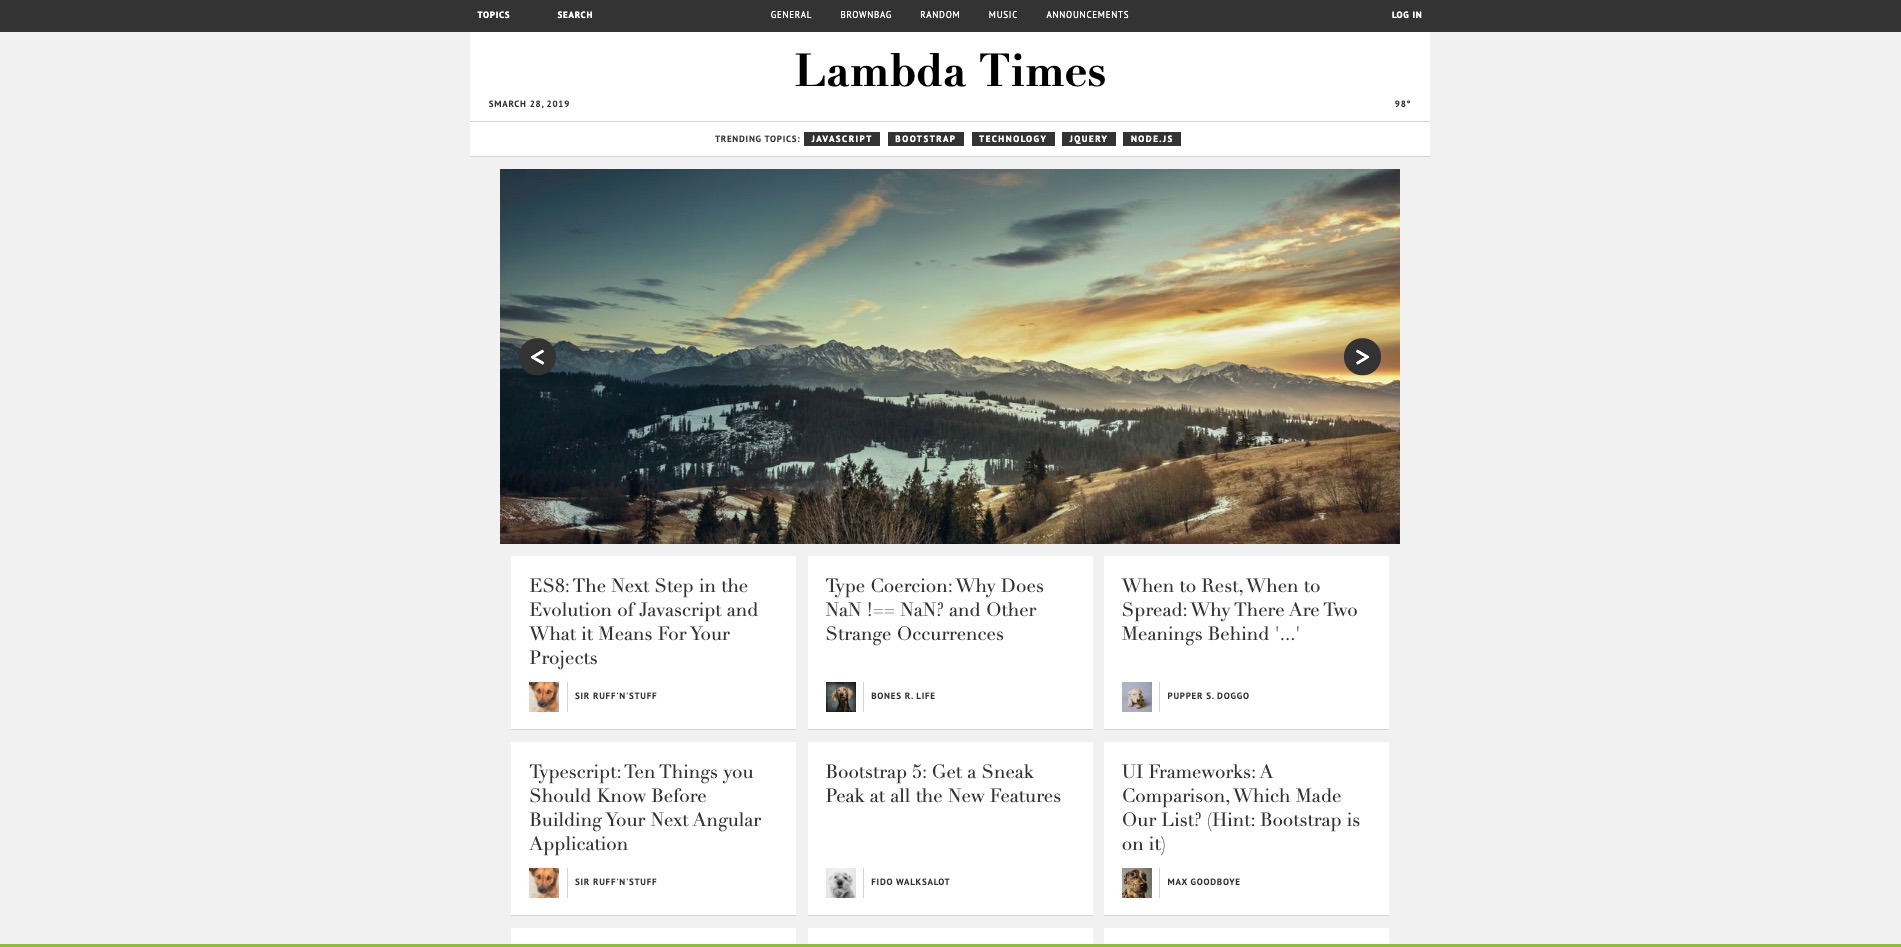 TOPICS SEARCH GENERAL BROWNBAG RANDOM MUSIC ANNOUNCEMENTS LOG IN
Lambda Times
SMARCH 28, 2019 98°
TRENDING TOPICS: JAVASCRIPT BOOTSTRAP TECHNOLOGY JQUERY NODE.JS
< >
ES8: The Next Step in the
Evolution of Javascript and
What it Means For Your
Projects
SIR RUFF'N'STUFF
Type Coercion: Why Does
NaN !== NaN? and Other
Strange Occurrences
BONES R. LIFE
When to Rest, When to
Spread: Why There Are Two
Meanings Behind '...'
PUPPER S. DOGGO
Typescript: Ten Things you
Should Know Before
Building Your Next Angular
Application
SIR RUFF'N'STUFF
Bootstrap 5: Get a Sneak
Peak at all the New Features
FIDO WALKSALOT
UI Frameworks: A
Comparison, Which Made
Our List? (Hint: Bootstrap is
on it)
MAX GOODBOYE